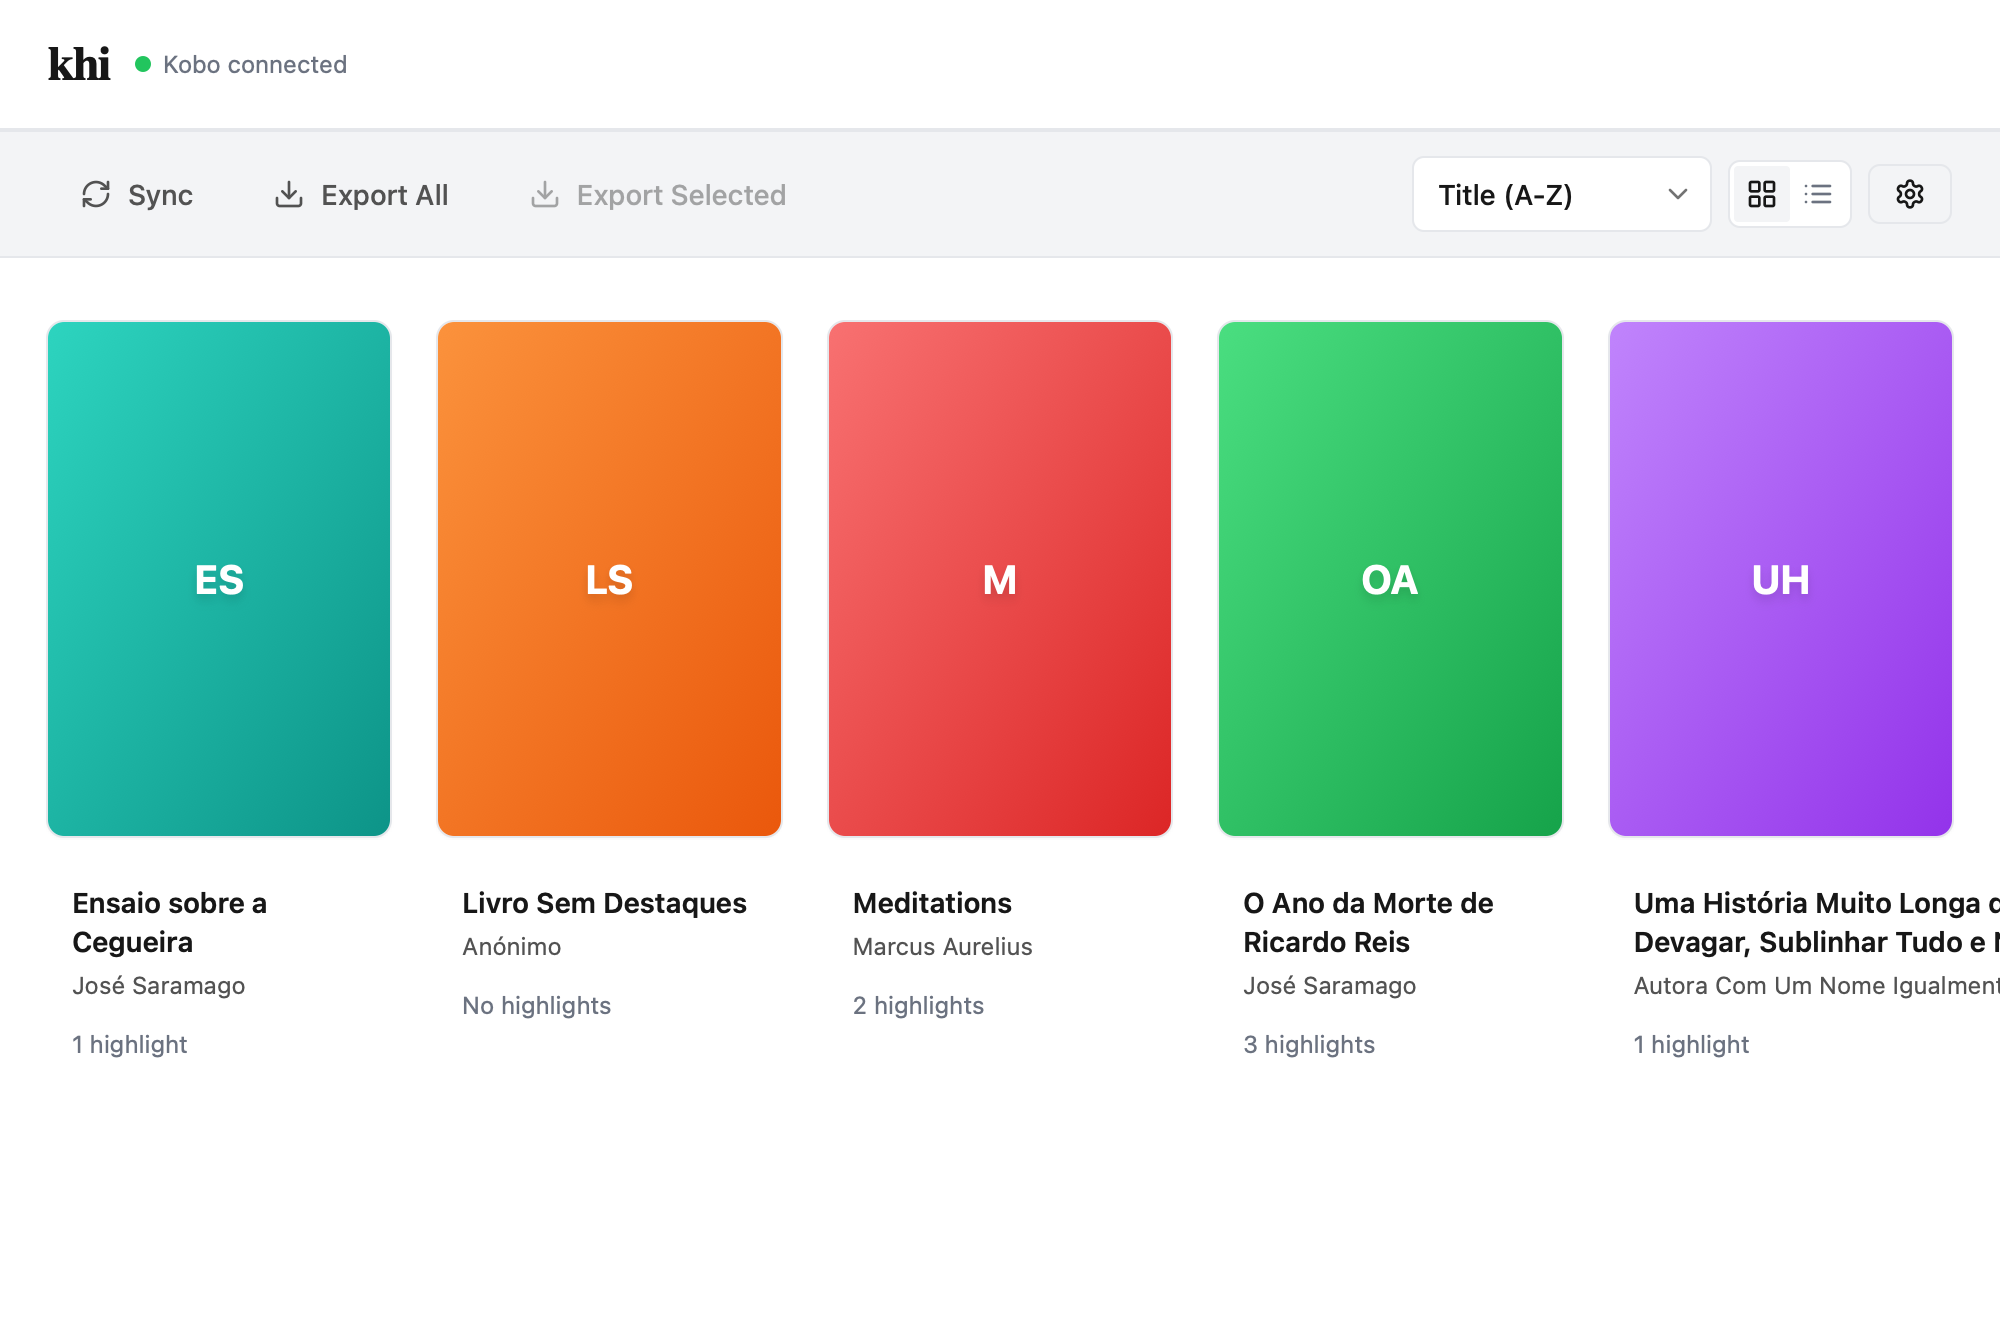 khi
Kobo connected
Sync
Export All
Export Selected
Title (A-Z)
ES
LS
M
OA
UH
Ensaio sobre a
Cegueira
José Saramago
1 highlight
Livro Sem Destaques
Anónimo
No highlights
Meditations
Marcus Aurelius
2 highlights
O Ano da Morte de
Ricardo Reis
José Saramago
3 highlights
Uma História Muito Longa
Devagar, Sublinhar Tudo e
Autora Com Um Nome
1 highlight